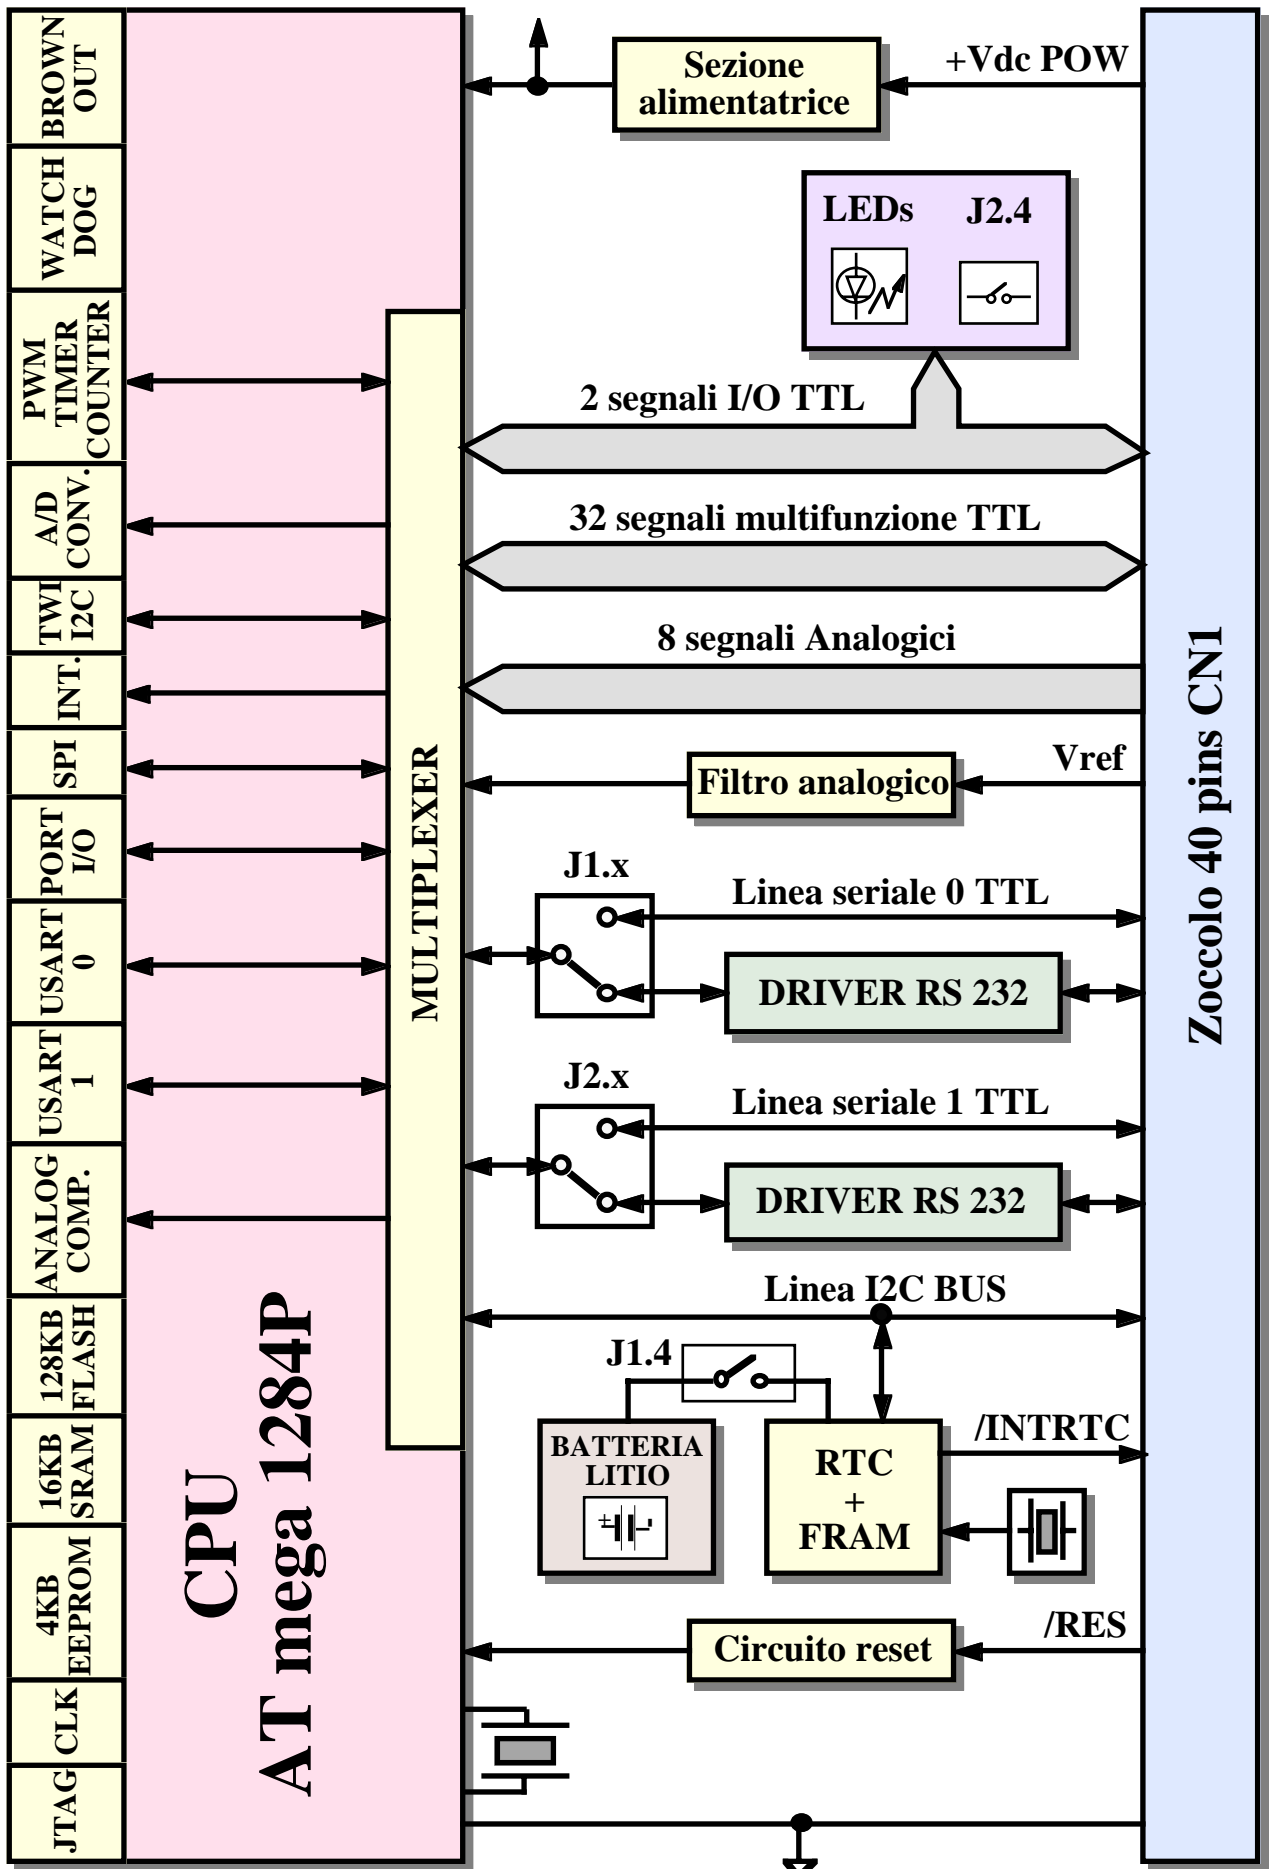 BROWN
OUT
WATCH
DOG
PWM
TIMER
COUNTER
A/D
CONV.
TWI
I2C
INT.
SPI
PORT
I/O
USART
0
USART
1
ANALOG
COMP.
128KB
FLASH
16KB
SRAM
4KB
EEPROM
CLK
JTAG
CPU
AT mega 1284P
MULTIPLEXER
Sezione
alimentatrice
+Vdc POW
LEDs
J2.4
2 segnali I/O TTL
32 segnali multifunzione TTL
8 segnali Analogici
Filtro analogico
Vref
J1.x
Linea seriale 0 TTL
DRIVER RS 232
J2.x
Linea seriale 1 TTL
DRIVER RS 232
Linea I2C BUS
J1.4
BATTERIA
LITIO
+ -
RTC
+
FRAM
/INTRTC
Circuito reset
/RES
Zoccolo 40 pins CN1